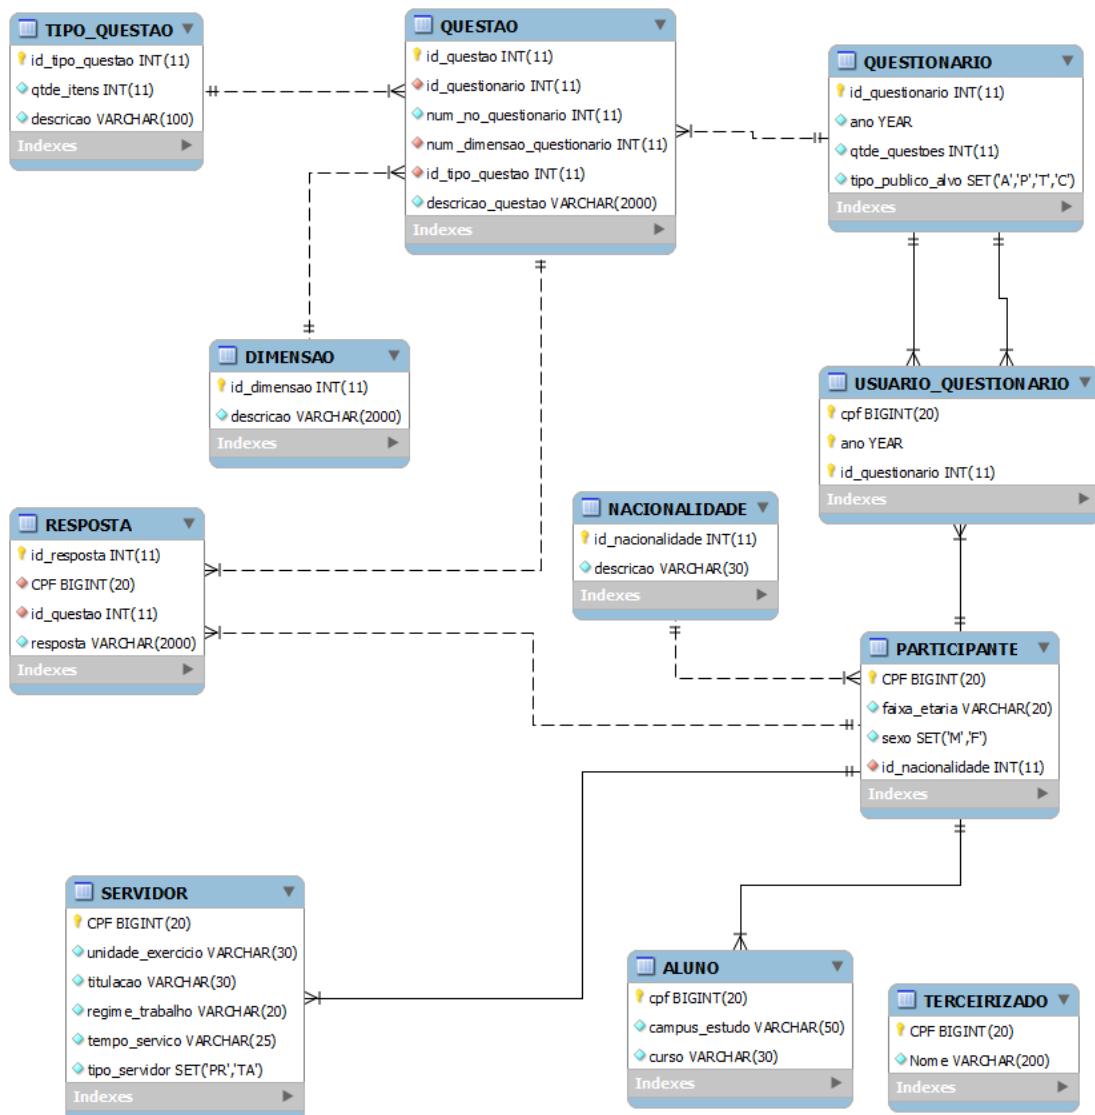 TIPO_QUESTAO
id_tipo_questao INT(11)
qtde_itens INT(11)
descricao VARCHAR(100)
Indexes
QUESTAO
id_questao INT(11)
id_questionario INT(11)
num_no_questionario INT(11)
num_dimensao_questionario INT(11)
id_tipo_questao INT(11)
descricao_questao VARCHAR(2000)
Indexes
QUESTIONARIO
id_questionario INT(11)
ano YEAR
qtde_questoes INT(11)
tipo_publico_alvo SET('A','P','T','C')
Indexes
DIMENSAO
id_dimensao INT(11)
descricao VARCHAR(2000)
Indexes
USUARIO_QUESTIONARIO
cpf BIGINT(20)
ano YEAR
id_questionario INT(11)
Indexes
RESPOSTA
id_resposta INT(11)
CPF BIGINT(20)
id_questao INT(11)
resposta VARCHAR(2000)
Indexes
NACIONALIDADE
id_nacionalidade INT(11)
descricao VARCHAR(30)
Indexes
PARTICIPANTE
CPF BIGINT(20)
faixa_etaria VARCHAR(20)
sexo SET('M','F')
id_nacionalidade INT(11)
Indexes
SERVIDOR
CPF BIGINT(20)
unidade_exercicio VARCHAR(30)
titulacao VARCHAR(30)
regime_trabalho VARCHAR(20)
tempo_servico VARCHAR(25)
tipo_servidor SET('PR','TA')
Indexes
ALUNO
cpf BIGINT(20)
campus_estudo VARCHAR(50)
curso VARCHAR(30)
Indexes
TERCEIRIZADO
CPF BIGINT(20)
Nome VARCHAR(200)
Indexes